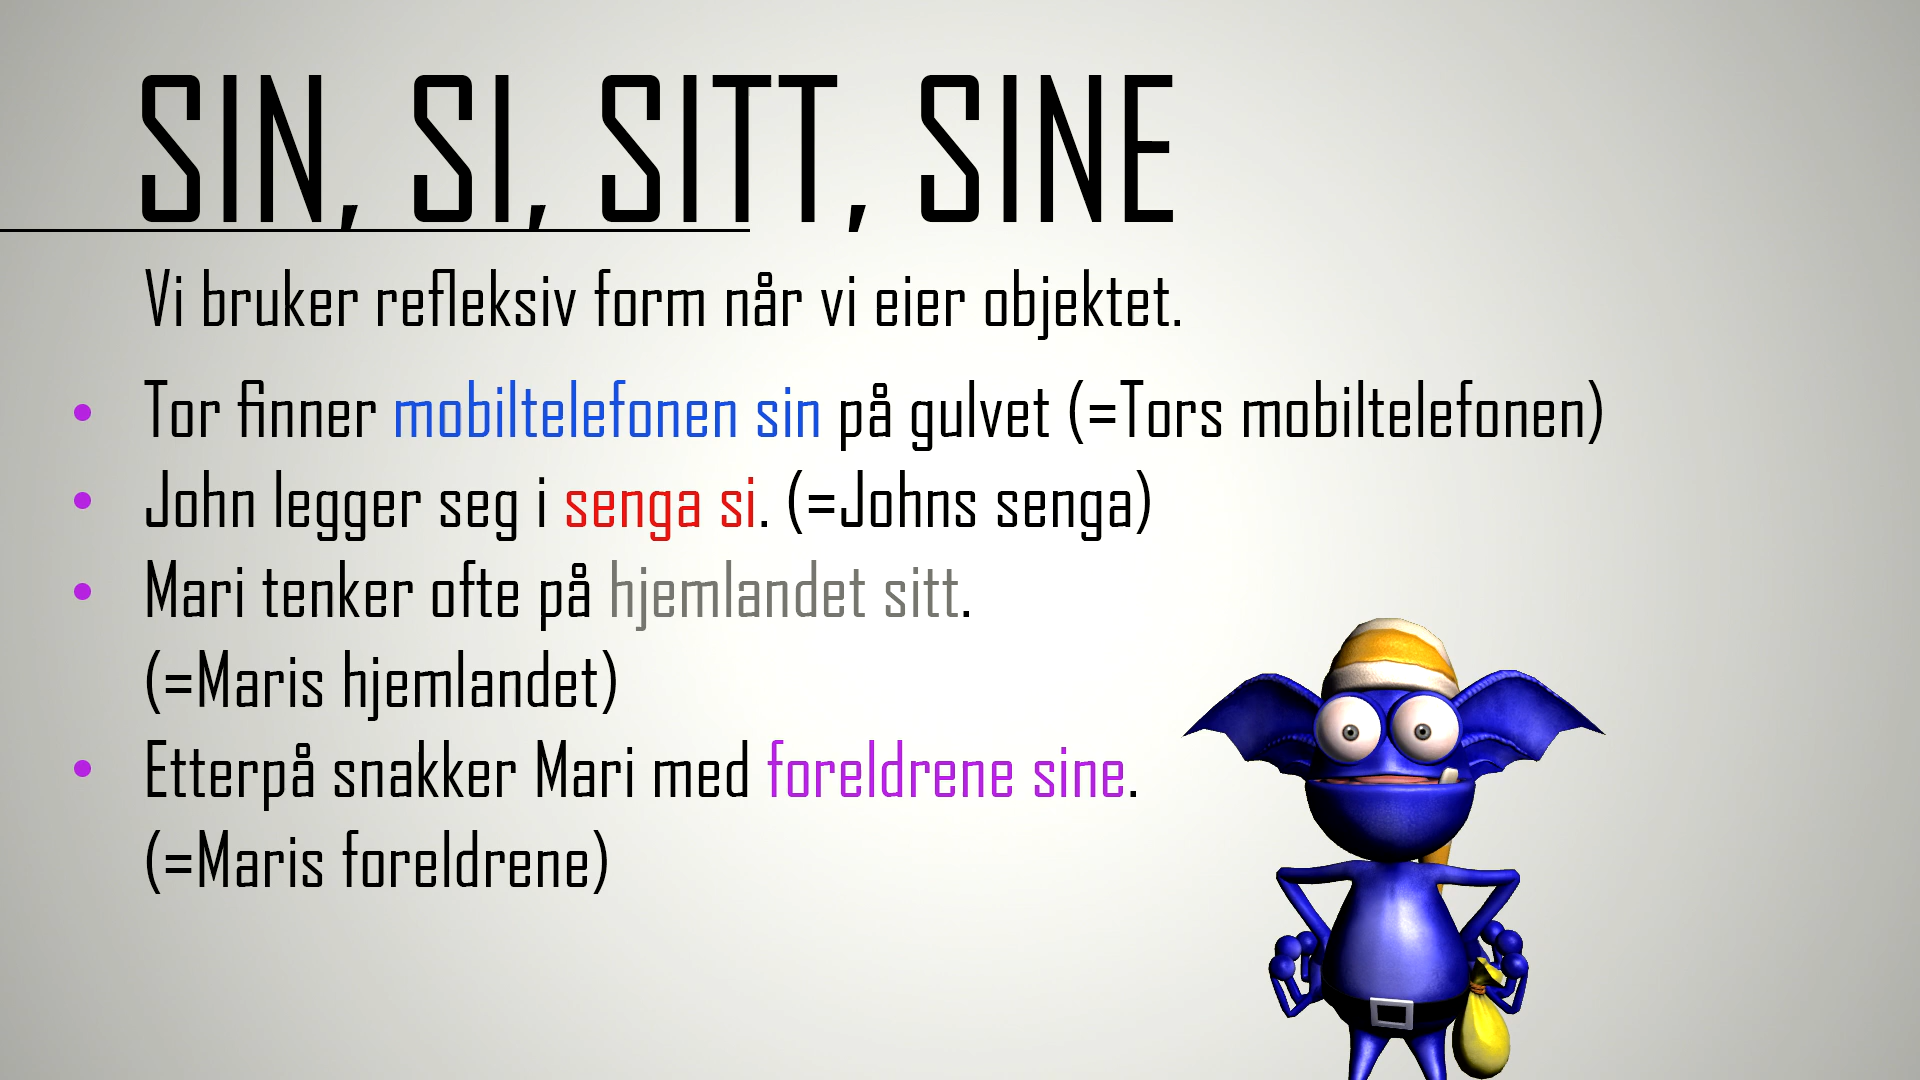 SIN, SI, SITT, SINE
Vi bruker refleksiv form når vi eier objektet.
• Tor finner mobiltelefonen sin på gulvet (=Tors mobiltelefonen)
• John legger seg i senga si. (=Johns senga)
• Mari tenker ofte på hjemlandet sitt.
(=Maris hjemlandet)
• Etterpå snakker Mari med foreldrene sine.
(=Maris foreldrene)